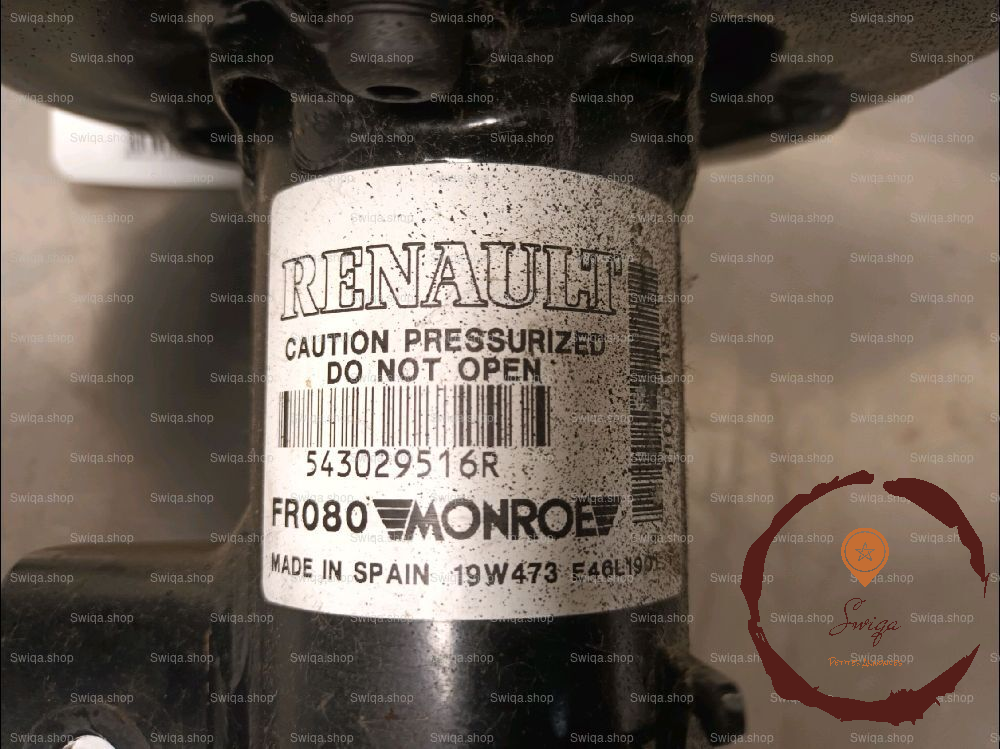 RENAULT
CAUTION PRESSURIZED
DO NOT OPEN
543029516R
FR080 MONROE
MADE IN SPAIN 19W473
Swiqa
Swiqa.shop